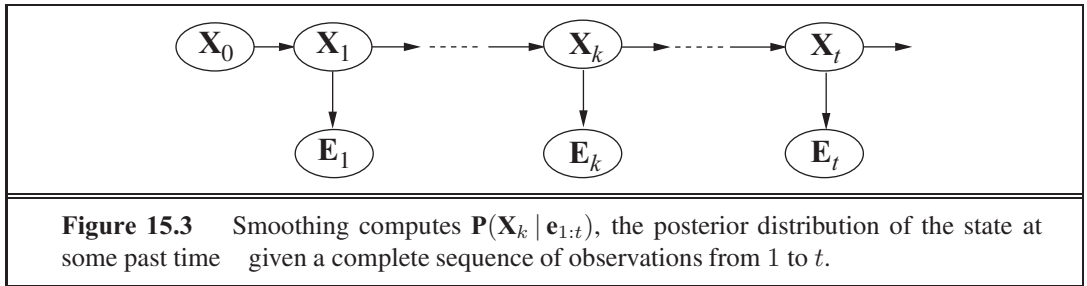 X₀ X₁ Xₖ Xₜ
E₁ Eₖ Eₜ
Figure 15.3 Smoothing computes P(Xₖ | e₁:ₜ), the posterior distribution of the state at
some past time given a complete sequence of observations from 1 to t.